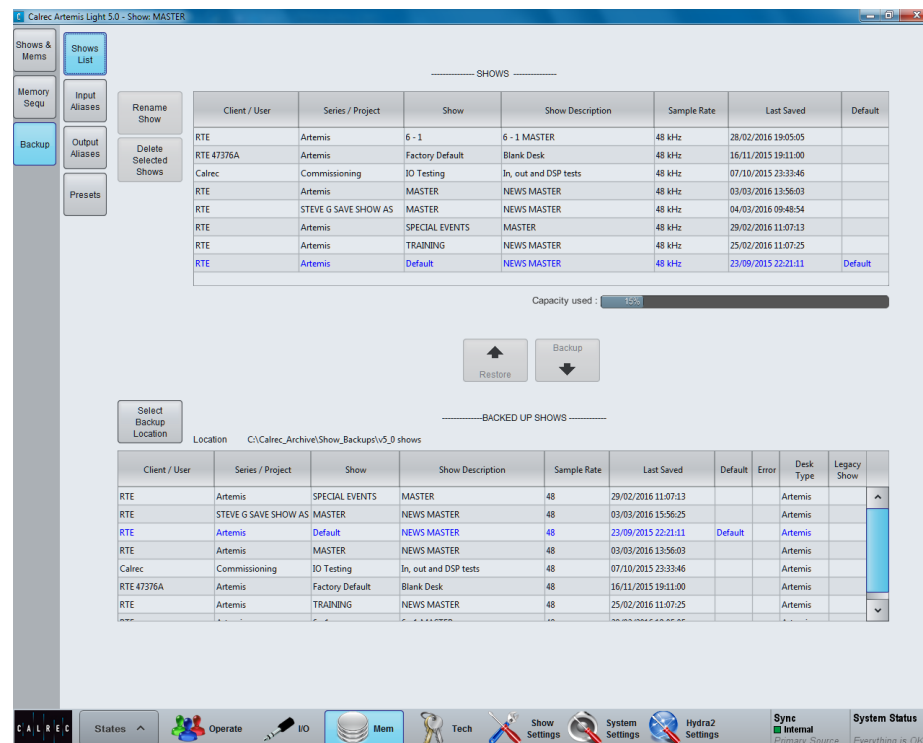 Calrec Artemis Light 5.0 - Show: MASTER
Shows & Mems
Memory Sequ
Backup
Shows List
Input Aliases
Output Aliases
Presets
--------------- SHOWS ---------------
Rename Show
Delete Selected Shows
Client / User Series / Project Show Show Description Sample Rate Last Saved Default
RTE Artemis 6 - 1 6 - 1 MASTER 48 kHz 28/02/2016 19:05:05
RTE 47376A Artemis Factory Default Blank Desk 48 kHz 16/11/2015 19:11:00
Calrec Commissioning IO Testing In, out and DSP tests 48 kHz 07/10/2015 23:33:46
RTE Artemis MASTER NEWS MASTER 48 kHz 03/03/2016 13:56:03
RTE STEVE G SAVE SHOW AS MASTER NEWS MASTER 48 kHz 04/03/2016 09:48:54
RTE Artemis SPECIAL EVENTS MASTER 48 kHz 29/02/2016 11:07:13
RTE Artemis TRAINING NEWS MASTER 48 kHz 25/02/2016 11:07:25
RTE Artemis Default NEWS MASTER 48 kHz 23/09/2015 22:21:11 Default
Capacity used : 15%
Restore
Backup
Select Backup Location
--------------BACKED UP SHOWS -------------
Location C:\Calrec_Archive\Show_Backups\v5_0 shows
Client / User Series / Project Show Show Description Sample Rate Last Saved Default Error Desk Type Legacy Show
RTE Artemis SPECIAL EVENTS MASTER 48 29/02/2016 11:07:13 Artemis
RTE STEVE G SAVE SHOW AS MASTER NEWS MASTER 48 03/03/2016 15:56:25 Artemis
RTE Artemis Default NEWS MASTER 48 23/09/2015 22:21:11 Default Artemis
RTE Artemis MASTER NEWS MASTER 48 03/03/2016 13:56:03 Artemis
Calrec Commissioning IO Testing In, out and DSP tests 48 07/10/2015 23:33:46 Artemis
RTE 47376A Artemis Factory Default Blank Desk 48 16/11/2015 19:11:00 Artemis
RTE Artemis TRAINING NEWS MASTER 48 25/02/2016 11:07:25 Artemis
CALREC
States
Operate
I/O
Mem
Tech
Show Settings
System Settings
Hydra2 Settings
Sync
Internal
Primary Source
System Status
Everything is OK